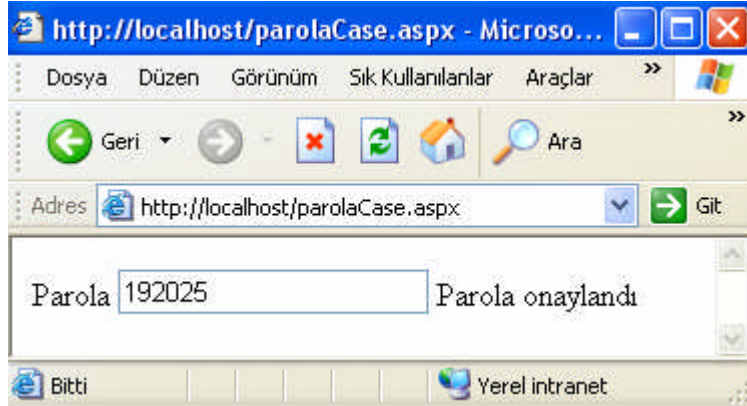 http://localhost/parolaCase.aspx - Microso...
Dosya Düzen Görünüm Sık Kullanılanlar Araçlar »
Geri Ara »
Adres http://localhost/parolaCase.aspx Git
Parola 192025 Parola onaylandı
Bitti Yerel intranet